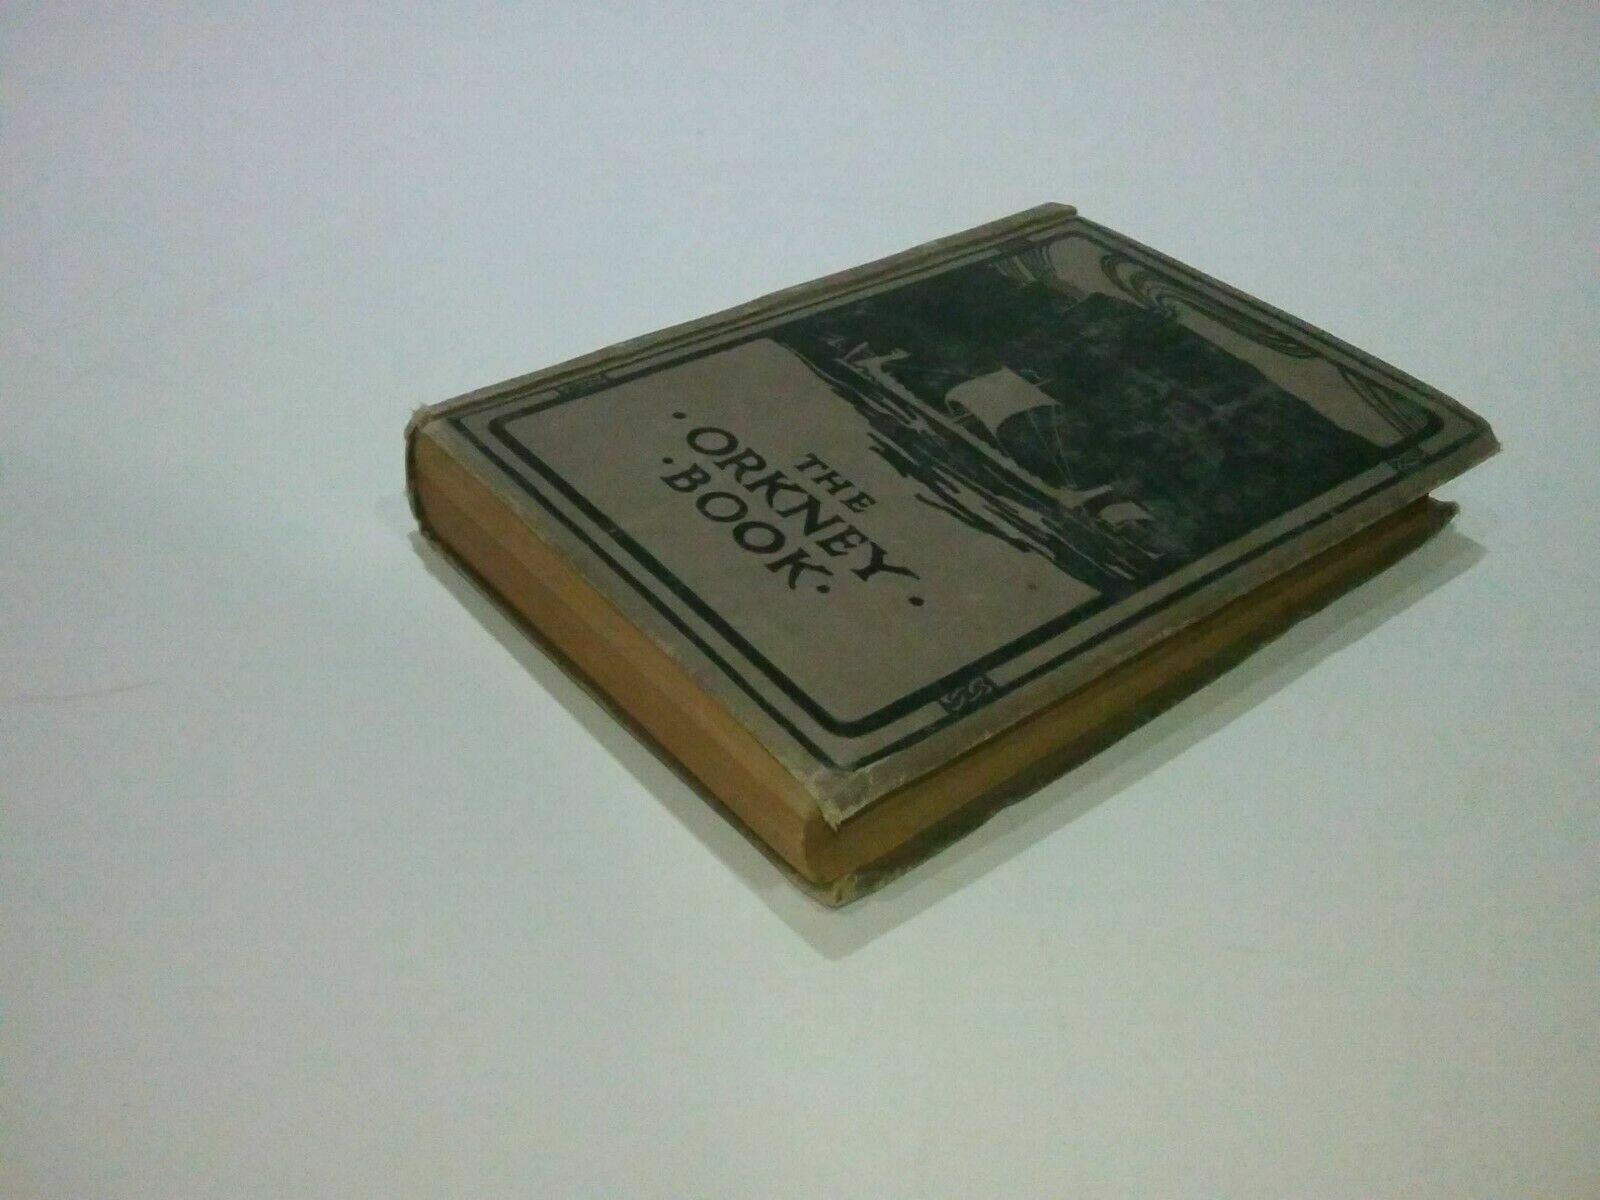 THE
· ORKNEY ·
· BOOK ·